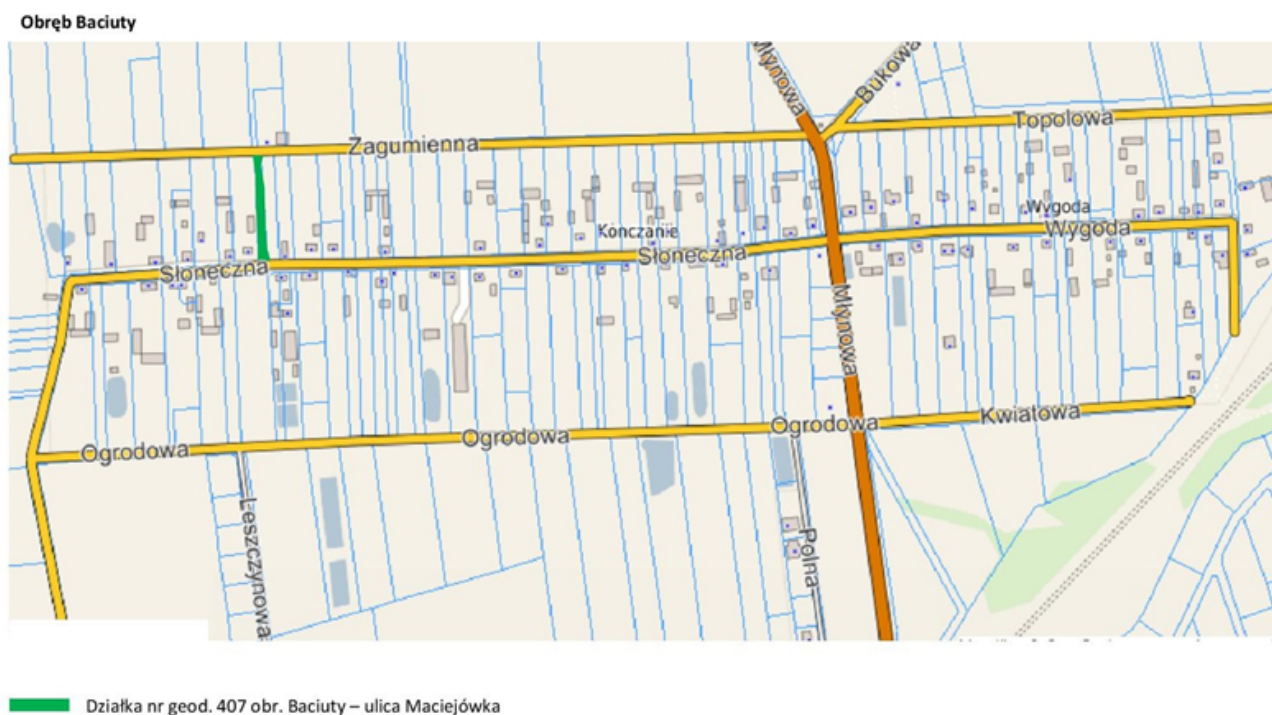 Obręb Baciuty
Młynowa
Bukowa
Topolowa
Zagumienna
Wygoda
Kończanie
Wygoda
Słoneczna
Słoneczna
Młynowa
Kwiatowa
Ogrodowa
Ogrodowa
Ogrodowa
Leszczynowa
Polna
Działka nr geod. 407 obr. Baciuty – ulica Maciejówka